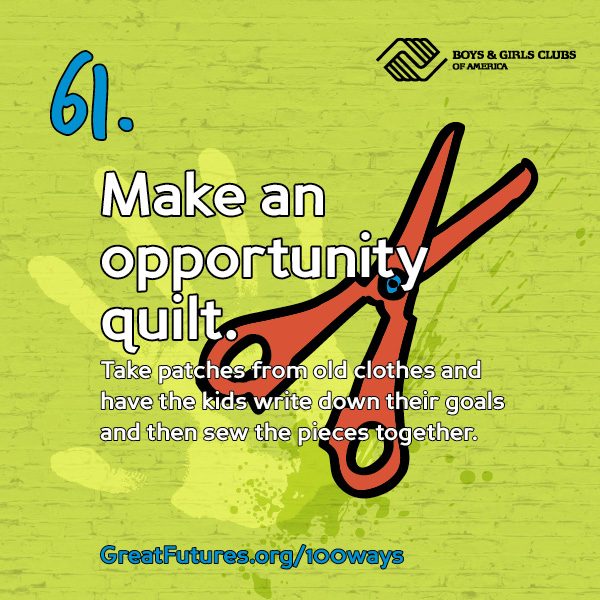 61.
BOYS & GIRLS CLUBS
OF AMERICA
Make an
opportunity
quilt.
Take patches from old clothes and
have the kids write down their goals
and then sew the pieces together.
GreatFutures.org/100ways